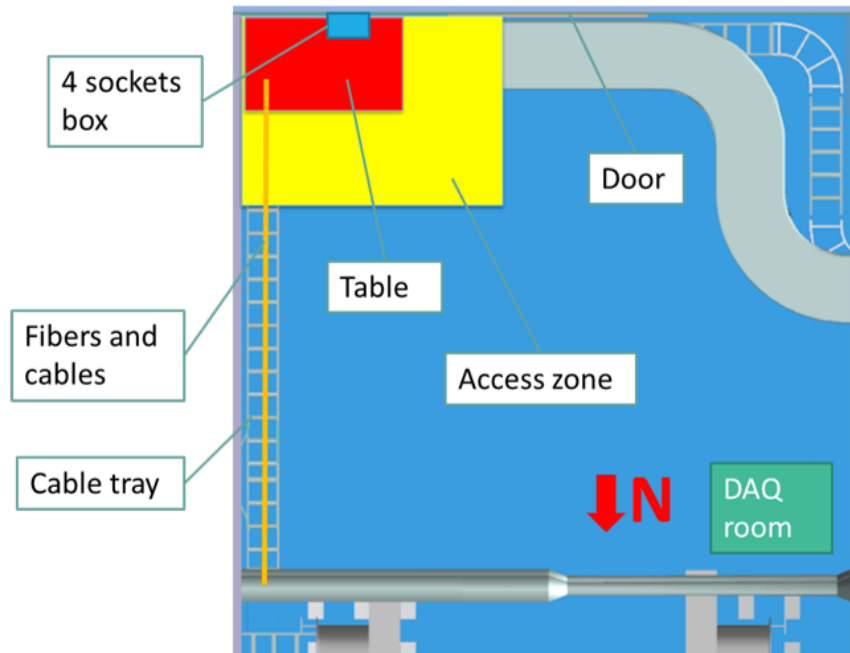 4 sockets
box
Door
Table
Fibers and
cables
Access zone
Cable tray
N
DAQ
room